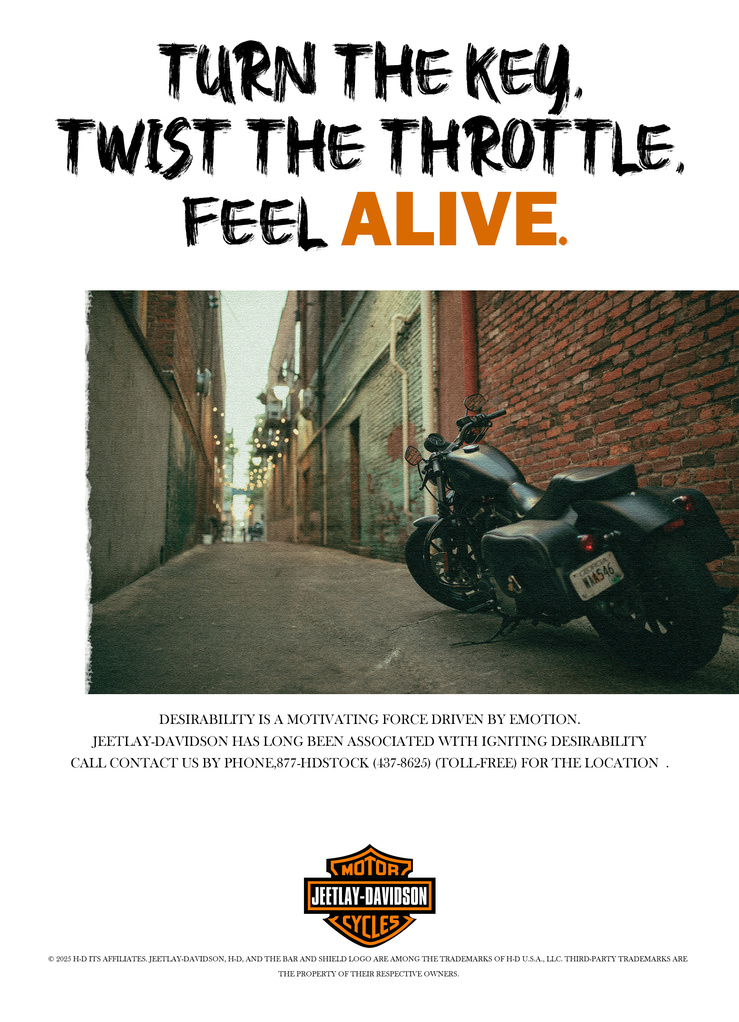 TURN THE KEY.
TWIST THE THROTTLE.
FEEL ALIVE.
GEORGIA
DESIRABILITY IS A MOTIVATING FORCE DRIVEN BY EMOTION.
JEETLAY-DAVIDSON HAS LONG BEEN ASSOCIATED WITH IGNITING DESIRABILITY
CALL CONTACT US BY PHONE,877-HDSTOCK (437-8625) (TOLL-FREE) FOR THE LOCATION .
MOTOR
JEETLAY-DAVIDSON
CYCLES
© 2025 H-D ITS AFFILIATES. JEETLAY-DAVIDSON, H-D, AND THE BAR AND SHIELD LOGO ARE AMONG THE TRADEMARKS OF H-D U.S.A., LLC. THIRD-PARTY TRADEMARKS ARE
THE PROPERTY OF THEIR RESPECTIVE OWNERS.